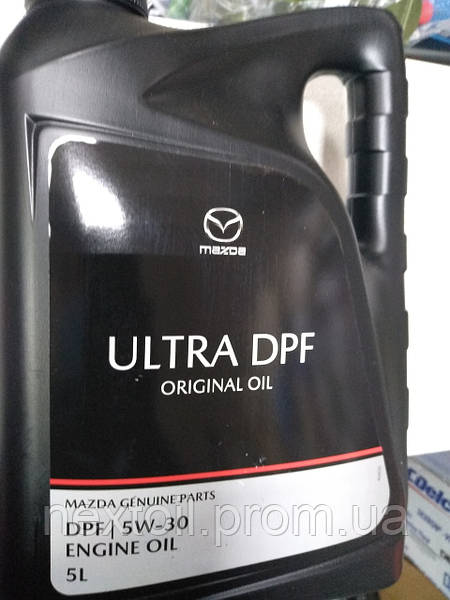 mazda
ULTRA DPF
ORIGINAL OIL
MAZDA GENUINE PARTS
DPF | 5W-30
ENGINE OIL
5L
nextoil.prom.ua